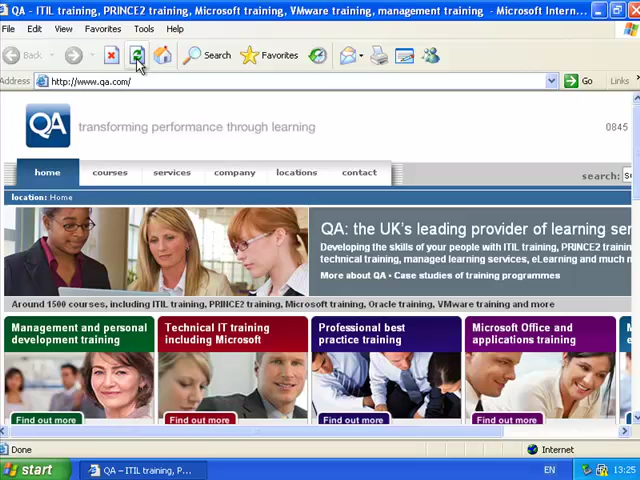 QA - ITIL training, PRINCE2 training, Microsoft training, VMware training, management training - Microsoft Intern...
File Edit View Favorites Tools Help
Back Search Favorites
Address http://www.qa.com/ Go Links
QA transforming performance through learning 0845
home courses services company locations contact search:
location: Home
QA: the UK's leading provider of learning ser
Developing the skills of your people with ITIL training, PRINCE2 trainin
technical training, managed learning services, eLearning and much m
More about QA • Case studies of training programmes
Around 1500 courses, including ITIL training, PRINCE2 training, Microsoft training, Oracle training, VMware training and more
Management and personal development training
Technical IT training including Microsoft
Professional best practice training
Microsoft Office and applications training
Find out more Find out more Find out more Find out more
Done Internet
start QA – ITIL training, P... EN 13:25